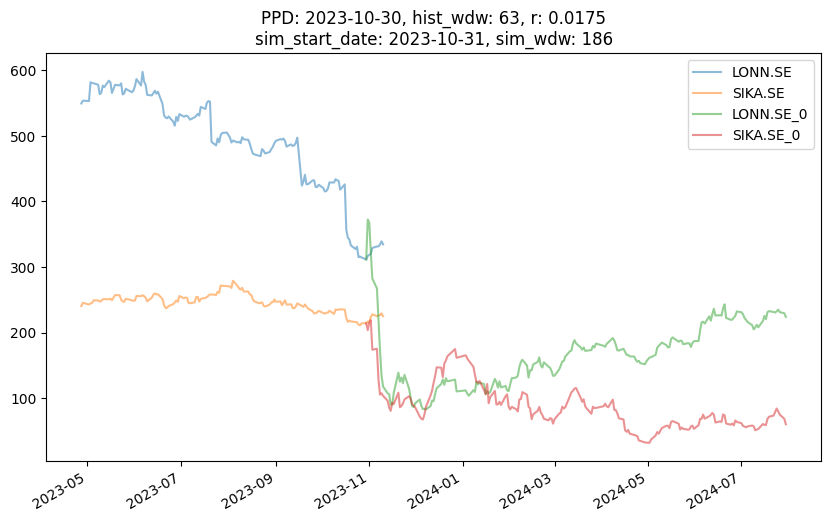 PPD: 2023-10-30, hist_wdw: 63, r: 0.0175
sim_start_date: 2023-10-31, sim_wdw: 186
LONN.SE
SIKA.SE
LONN.SE_0
SIKA.SE_0
600
500
400
300
200
100
2023-05
2023-07
2023-09
2023-11
2024-01
2024-03
2024-05
2024-07